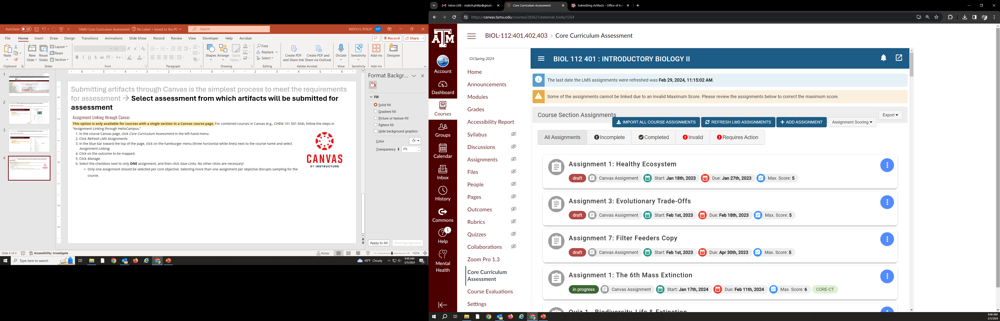 AutoSave Off TAMU Core Curriculum Assessment No Label • Saved to this PC Search MATICH, PHILIP MP
File Home Insert Draw Design Transitions Animations Slide Show Record Review View Developer Help Acrobat Record Share
Paste New Slide Reuse Slides Layout Reset Section 18 Shapes Arrange Quick Styles Find Replace Select Create PDF and Share link Create PDF and Share via Outlook Dictate Sensitivity Add-ins Designer
Clipboard Slides Font Paragraph Drawing Editing Adobe Acrobat Voice Sensitivity Add-ins
1
2
3
4
Submitting artifacts through Canvas is the simplest process to meet the requirements
for assessment → Select assessment from which artifacts will be submitted for
assessment
Assignment Linking through Canvas
This option is only available for courses with a single section in a Canvas course page. For combined courses in Canvas (e.g., CHEM 101 501-504), follow the steps in
"Assignment Linking through HelioCampus."
1. In the course Canvas page, click Core Curriculum Assessment in the left-hand menu.
2. Click Refresh LMS Assignments.
3. In the blue bar toward the top of the page, click on the hamburger menu (three horizontal white lines) next to the course name and select
Assignment Linking.
4. Click on the outcome to be mapped.
5. Click Manage.
6. Select the checkbox next to only ONE assignment, and then click Save Links. No other clicks are necessary!
Only one assignment should be selected per core objective. Selecting more than one assignment per objective disrupts sampling for the
course.
CANVAS
BY INSTRUCTURE
Format Backgr...
Fill
Solid fill
Gradient fill
Picture or texture fill
Pattern fill
Hide background graphics
Color
Transparency 0%
Apply to All Reset Background
Slide 4 of 4 Accessibility: Investigate Notes 102%
Type here to search 68°F Cloudy 9:48 AM
3/5/2024
Inbox (39) - matich.philip@gmail.c Core Curriculum Assessment Submitting Artifacts - Office of Ins
https://canvas.tamu.edu/courses/283621/external_tools/1254
ATM
Account
Dashboard
Courses
Groups
Calendar
Inbox
History
Commons
1
Help
Mental
Health
BIOL-112:401,402,403 › Core Curriculum Assessment
GV.Spring.2024
Home
Announcements
Modules
Grades
Accessibility Report
Syllabus
Discussions
Assignments
Files
People
Pages
Outcomes
Rubrics
Quizzes
Collaborations
Zoom Pro 1.3
Core Curriculum
Assessment
Course Evaluations
Settings
BIOL 112 401 : INTRODUCTORY BIOLOGY II
The last date the LMS assignments were refreshed was Feb 29, 2024, 11:15:02 AM.
Some of the assignments cannot be linked due to an invalid Maximum Score. Please review the assignments below to correct the maximum score.
Course Section Assignments Export
IMPORT ALL COURSE ASSIGNMENTS REFRESH LMS ASSIGNMENTS + ADD ASSIGNMENT Assignment Scoring
All Assignments Incomplete Completed Invalid Requires Action
Assignment 1: Healthy Ecosystem
draft Canvas Assignment Start: Jan 18th, 2023 Due: Jan 27th, 2023 Max. Score: 5
Assignment 3: Evolutionary Trade-Offs
draft Canvas Assignment Start: Feb 1st, 2023 Due: Feb 18th, 2023 Max. Score: 5
Assignment 7: Filter Feeders Copy
draft Canvas Assignment Start: Feb 1st, 2023 Due: Apr 30th, 2023 Max. Score: 5
Assignment 1: The 6th Mass Extinction
in progress Canvas Assignment Start: Jan 17th, 2024 Due: Feb 11th, 2024 Max. Score: 6 CORE-CT
Quiz 1 - Biodiversity, Life & Extinction
9:48 AM
3/5/2024